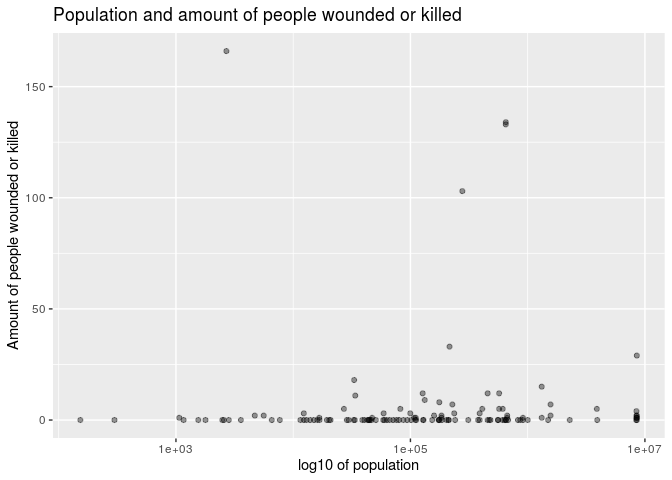 Population and amount of people wounded or killed
150
100
50
0
Amount of people wounded or killed
1e+03 1e+05 1e+07
log10 of population